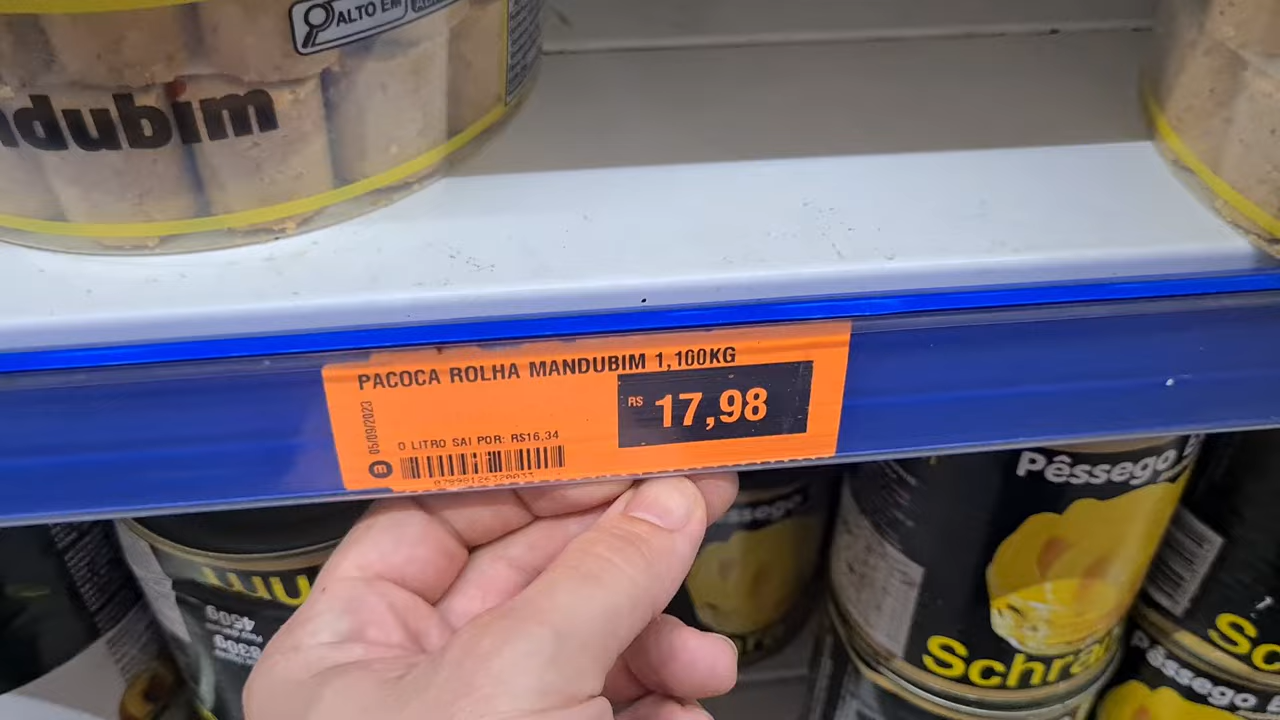 ALTO EM
ndubim
PACOCA ROLHA MANDUBIM 1,100KG
R$ 17,98
05/09/2023
O LITRO SAI POR: R$16,34
m
Pêssego
Schra
450g
830g
Pêssego
Sc